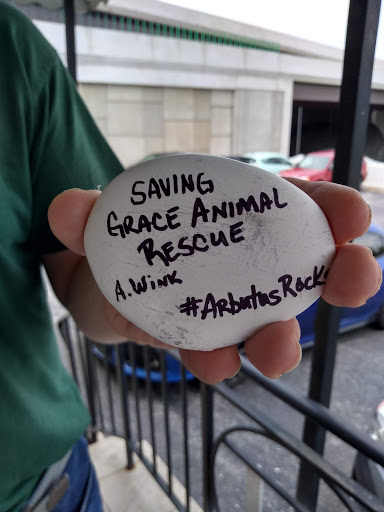 SAVING
GRACE ANIMAL
RESCUE
A. WINK
#ArbutusRocks